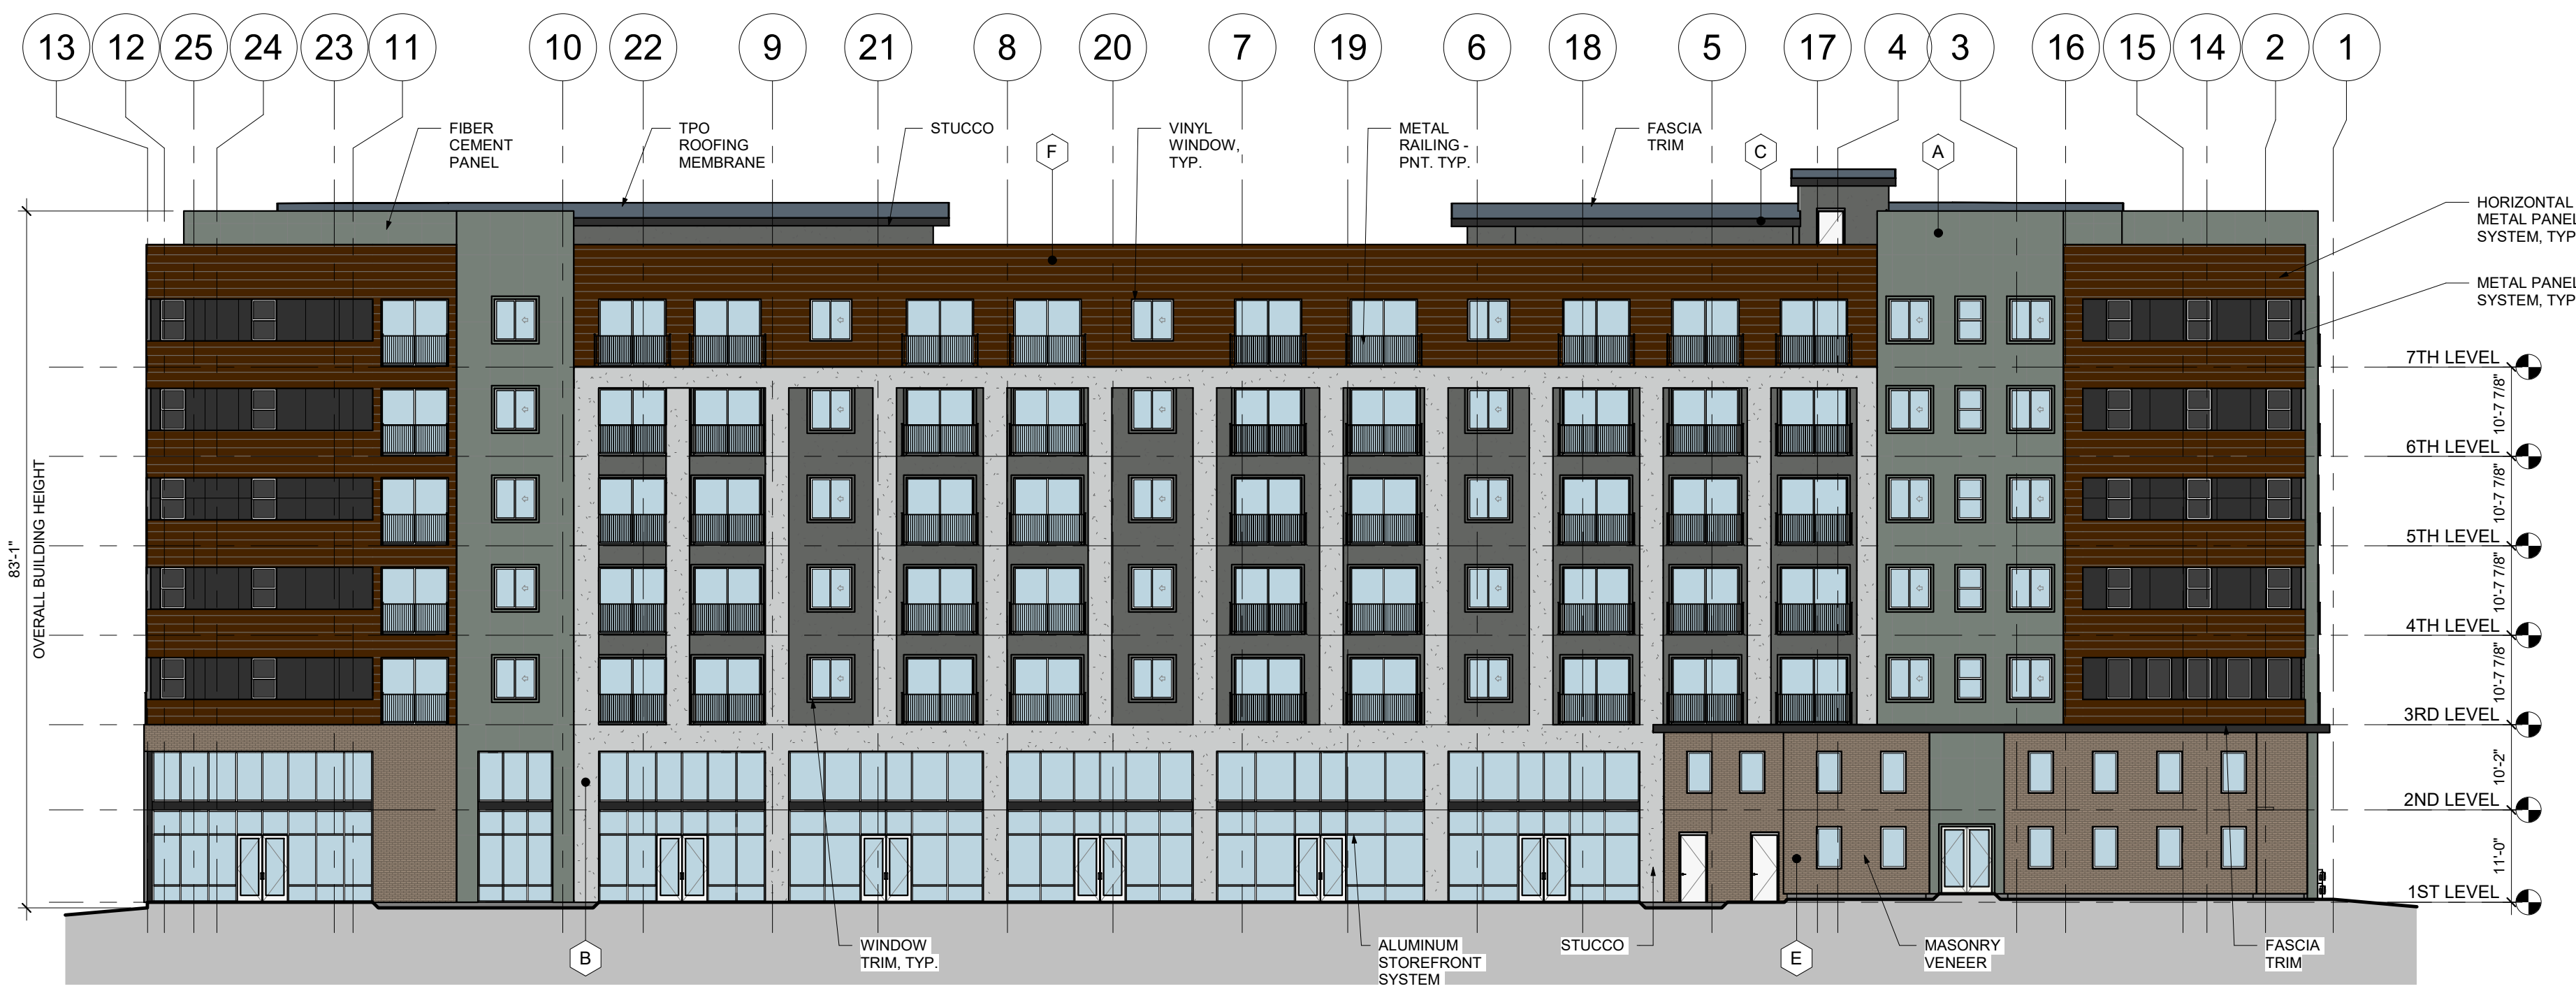 13
12
25
24
23
11
10
22
9
21
8
20
7
19
6
18
5
17
4
3
16
15
14
2
1
FIBER
CEMENT
PANEL
TPO
ROOFING
MEMBRANE
STUCCO
F
VINYL
WINDOW,
TYP.
METAL
RAILING -
PNT. TYP.
FASCIA
TRIM
C
A
HORIZONTAL
METAL PANEL
SYSTEM, TYP
METAL PANEL
SYSTEM, TYP
83'-1"
OVERALL BUILDING HEIGHT
7TH LEVEL
10'-7 7/8"
6TH LEVEL
10'-7 7/8"
5TH LEVEL
10'-7 7/8"
4TH LEVEL
10'-7 7/8"
3RD LEVEL
10'-2"
2ND LEVEL
11'-0"
1ST LEVEL
B
WINDOW
TRIM, TYP.
ALUMINUM
STOREFRONT
SYSTEM
STUCCO
E
MASONRY
VENEER
FASCIA
TRIM